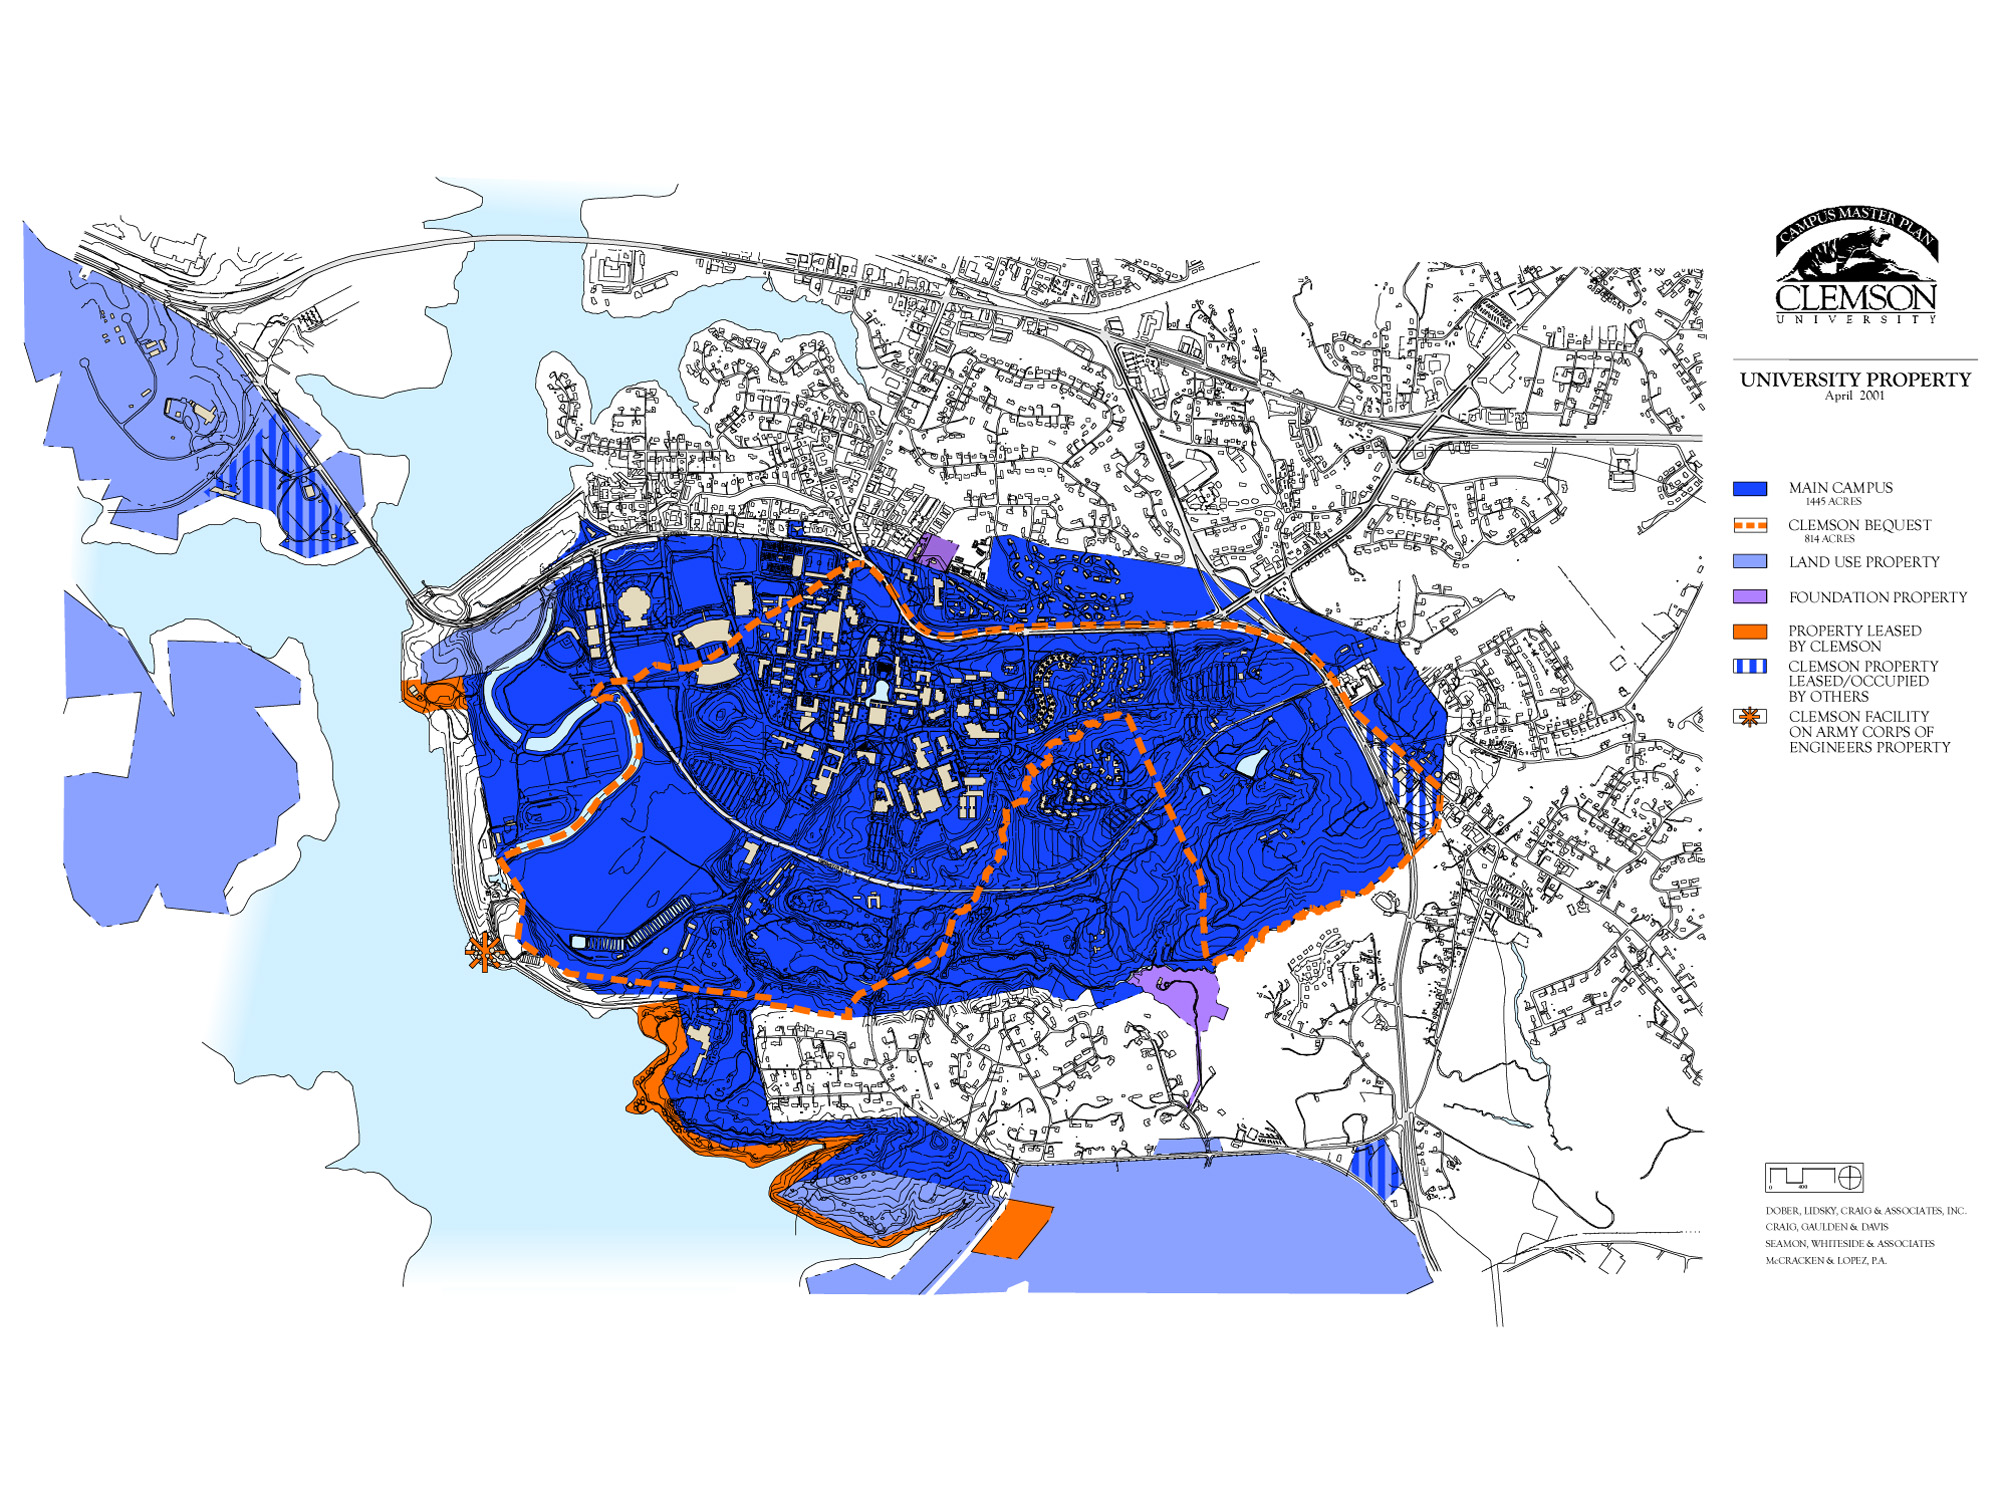 CAMPUS MASTER PLAN
CLEMSON
UNIVERSITY
UNIVERSITY PROPERTY
April 2001
MAIN CAMPUS
1445 ACRES
CLEMSON BEQUEST
814 ACRES
LAND USE PROPERTY
FOUNDATION PROPERTY
PROPERTY LEASED
BY CLEMSON
CLEMSON PROPERTY
LEASED/OCCUPIED
BY OTHERS
CLEMSON FACILITY
ON ARMY CORPS OF
ENGINEERS PROPERTY
0 400
DOBER, LIDSKY, CRAIG & ASSOCIATES, INC.
CRAIG, GAULDEN & DAVIS
SEAMON, WHITESIDE & ASSOCIATES
McCRACKEN & LOPEZ, P.A.